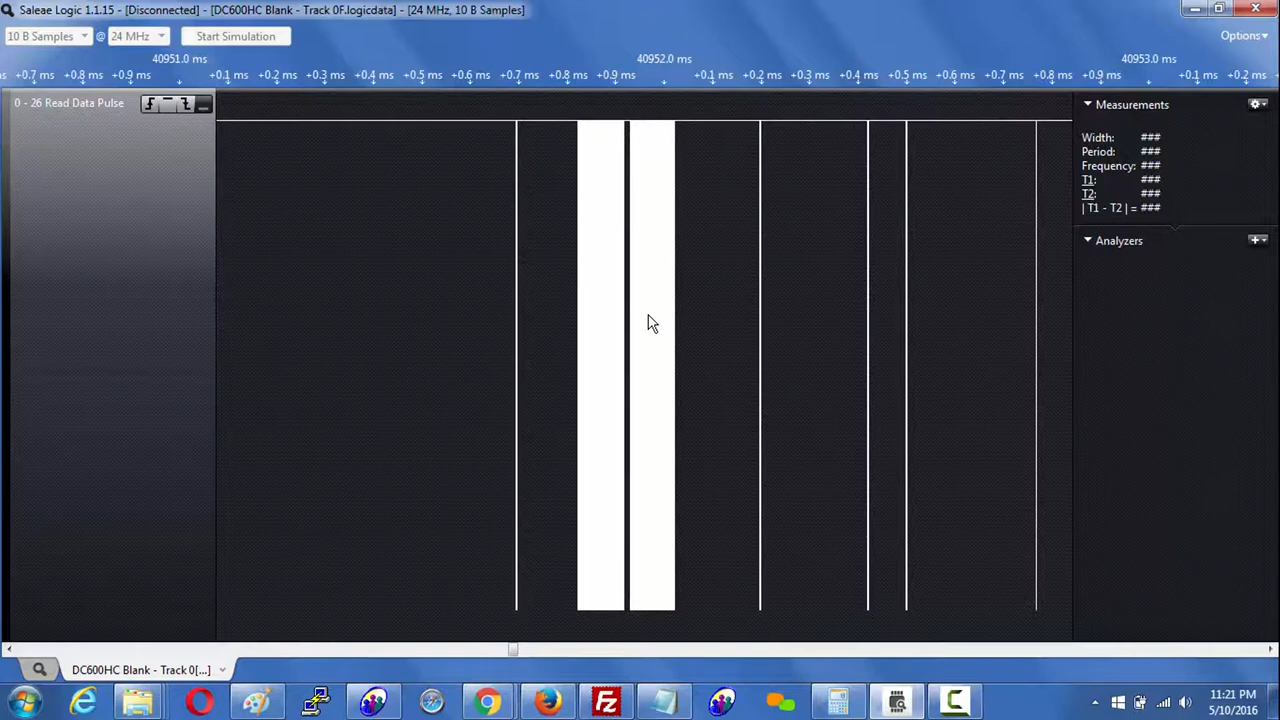 Saleae Logic 1.1.15 - [Disconnected] - [DC600HC Blank - Track 0F.logicdata] - [24 MHz, 10 B Samples]
10 B Samples @ 24 MHz Start Simulation Options
40951.0 ms 40952.0 ms 40953.0 ms
+0.7 ms +0.8 ms +0.9 ms +0.1 ms +0.2 ms +0.3 ms +0.4 ms +0.5 ms +0.6 ms +0.7 ms +0.8 ms +0.9 ms +0.1 ms +0.2 ms +0.3 ms +0.4 ms +0.5 ms +0.6 ms +0.7 ms +0.8 ms +0.9 ms +0.1 ms +0.2 ms
0 - 26 Read Data Pulse
Measurements
Width: ###
Period: ###
Frequency: ###
T1: ###
T2: ###
| T1 - T2 | = ###
Analyzers
DC600HC Blank - Track 0[...]
11:21 PM
5/10/2016